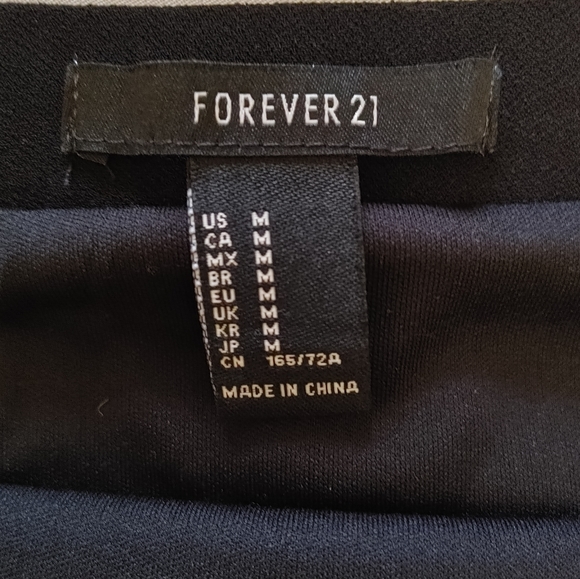 FOREVER 21
US M
CA M
MX M
BR M
EU M
UK M
KR M
JP M
CN 165/72A
MADE IN CHINA